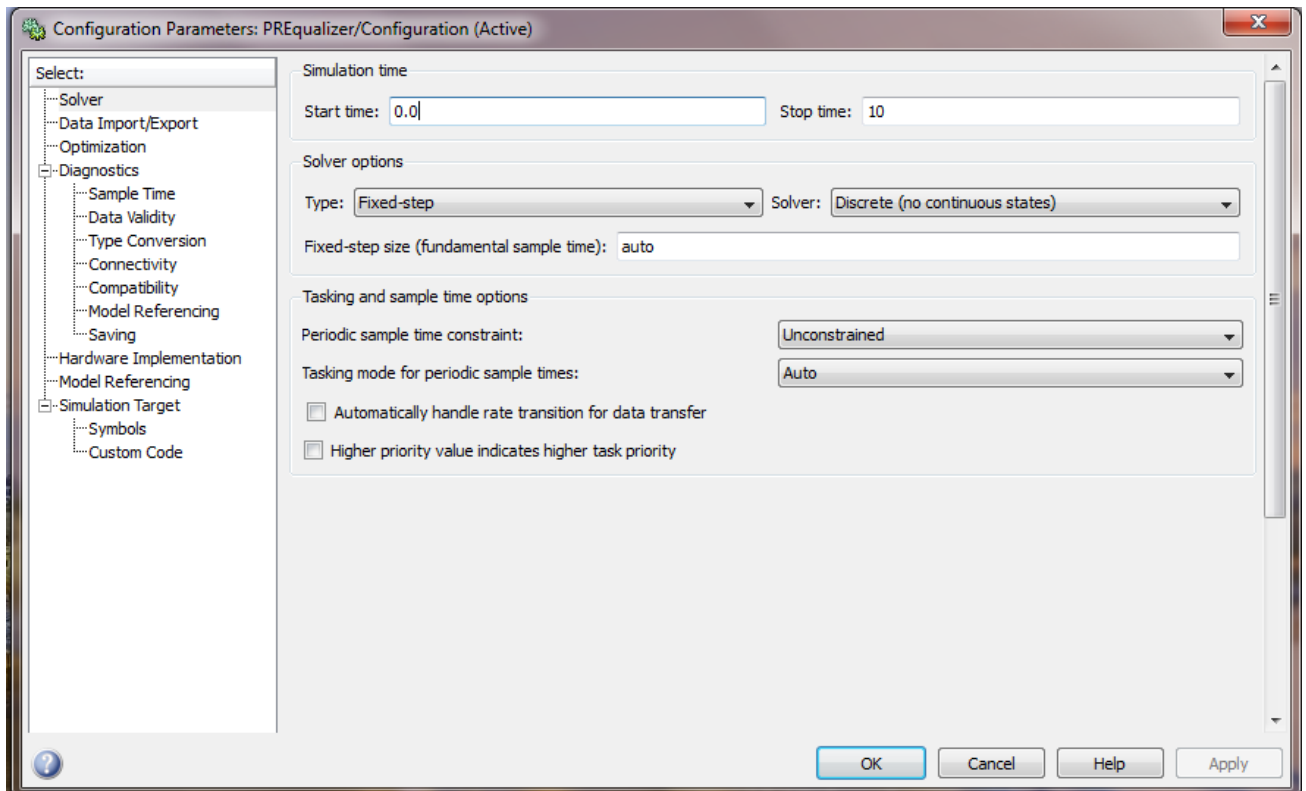 Configuration Parameters: PREqualizer/Configuration (Active)
Select:
Solver
Data Import/Export
Optimization
Diagnostics
Sample Time
Data Validity
Type Conversion
Connectivity
Compatibility
Model Referencing
Saving
Hardware Implementation
Model Referencing
Simulation Target
Symbols
Custom Code
Simulation time
Start time: 0.0 Stop time: 10
Solver options
Type: Fixed-step Solver: Discrete (no continuous states)
Fixed-step size (fundamental sample time): auto
Tasking and sample time options
Periodic sample time constraint: Unconstrained
Tasking mode for periodic sample times: Auto
Automatically handle rate transition for data transfer
Higher priority value indicates higher task priority
OK Cancel Help Apply